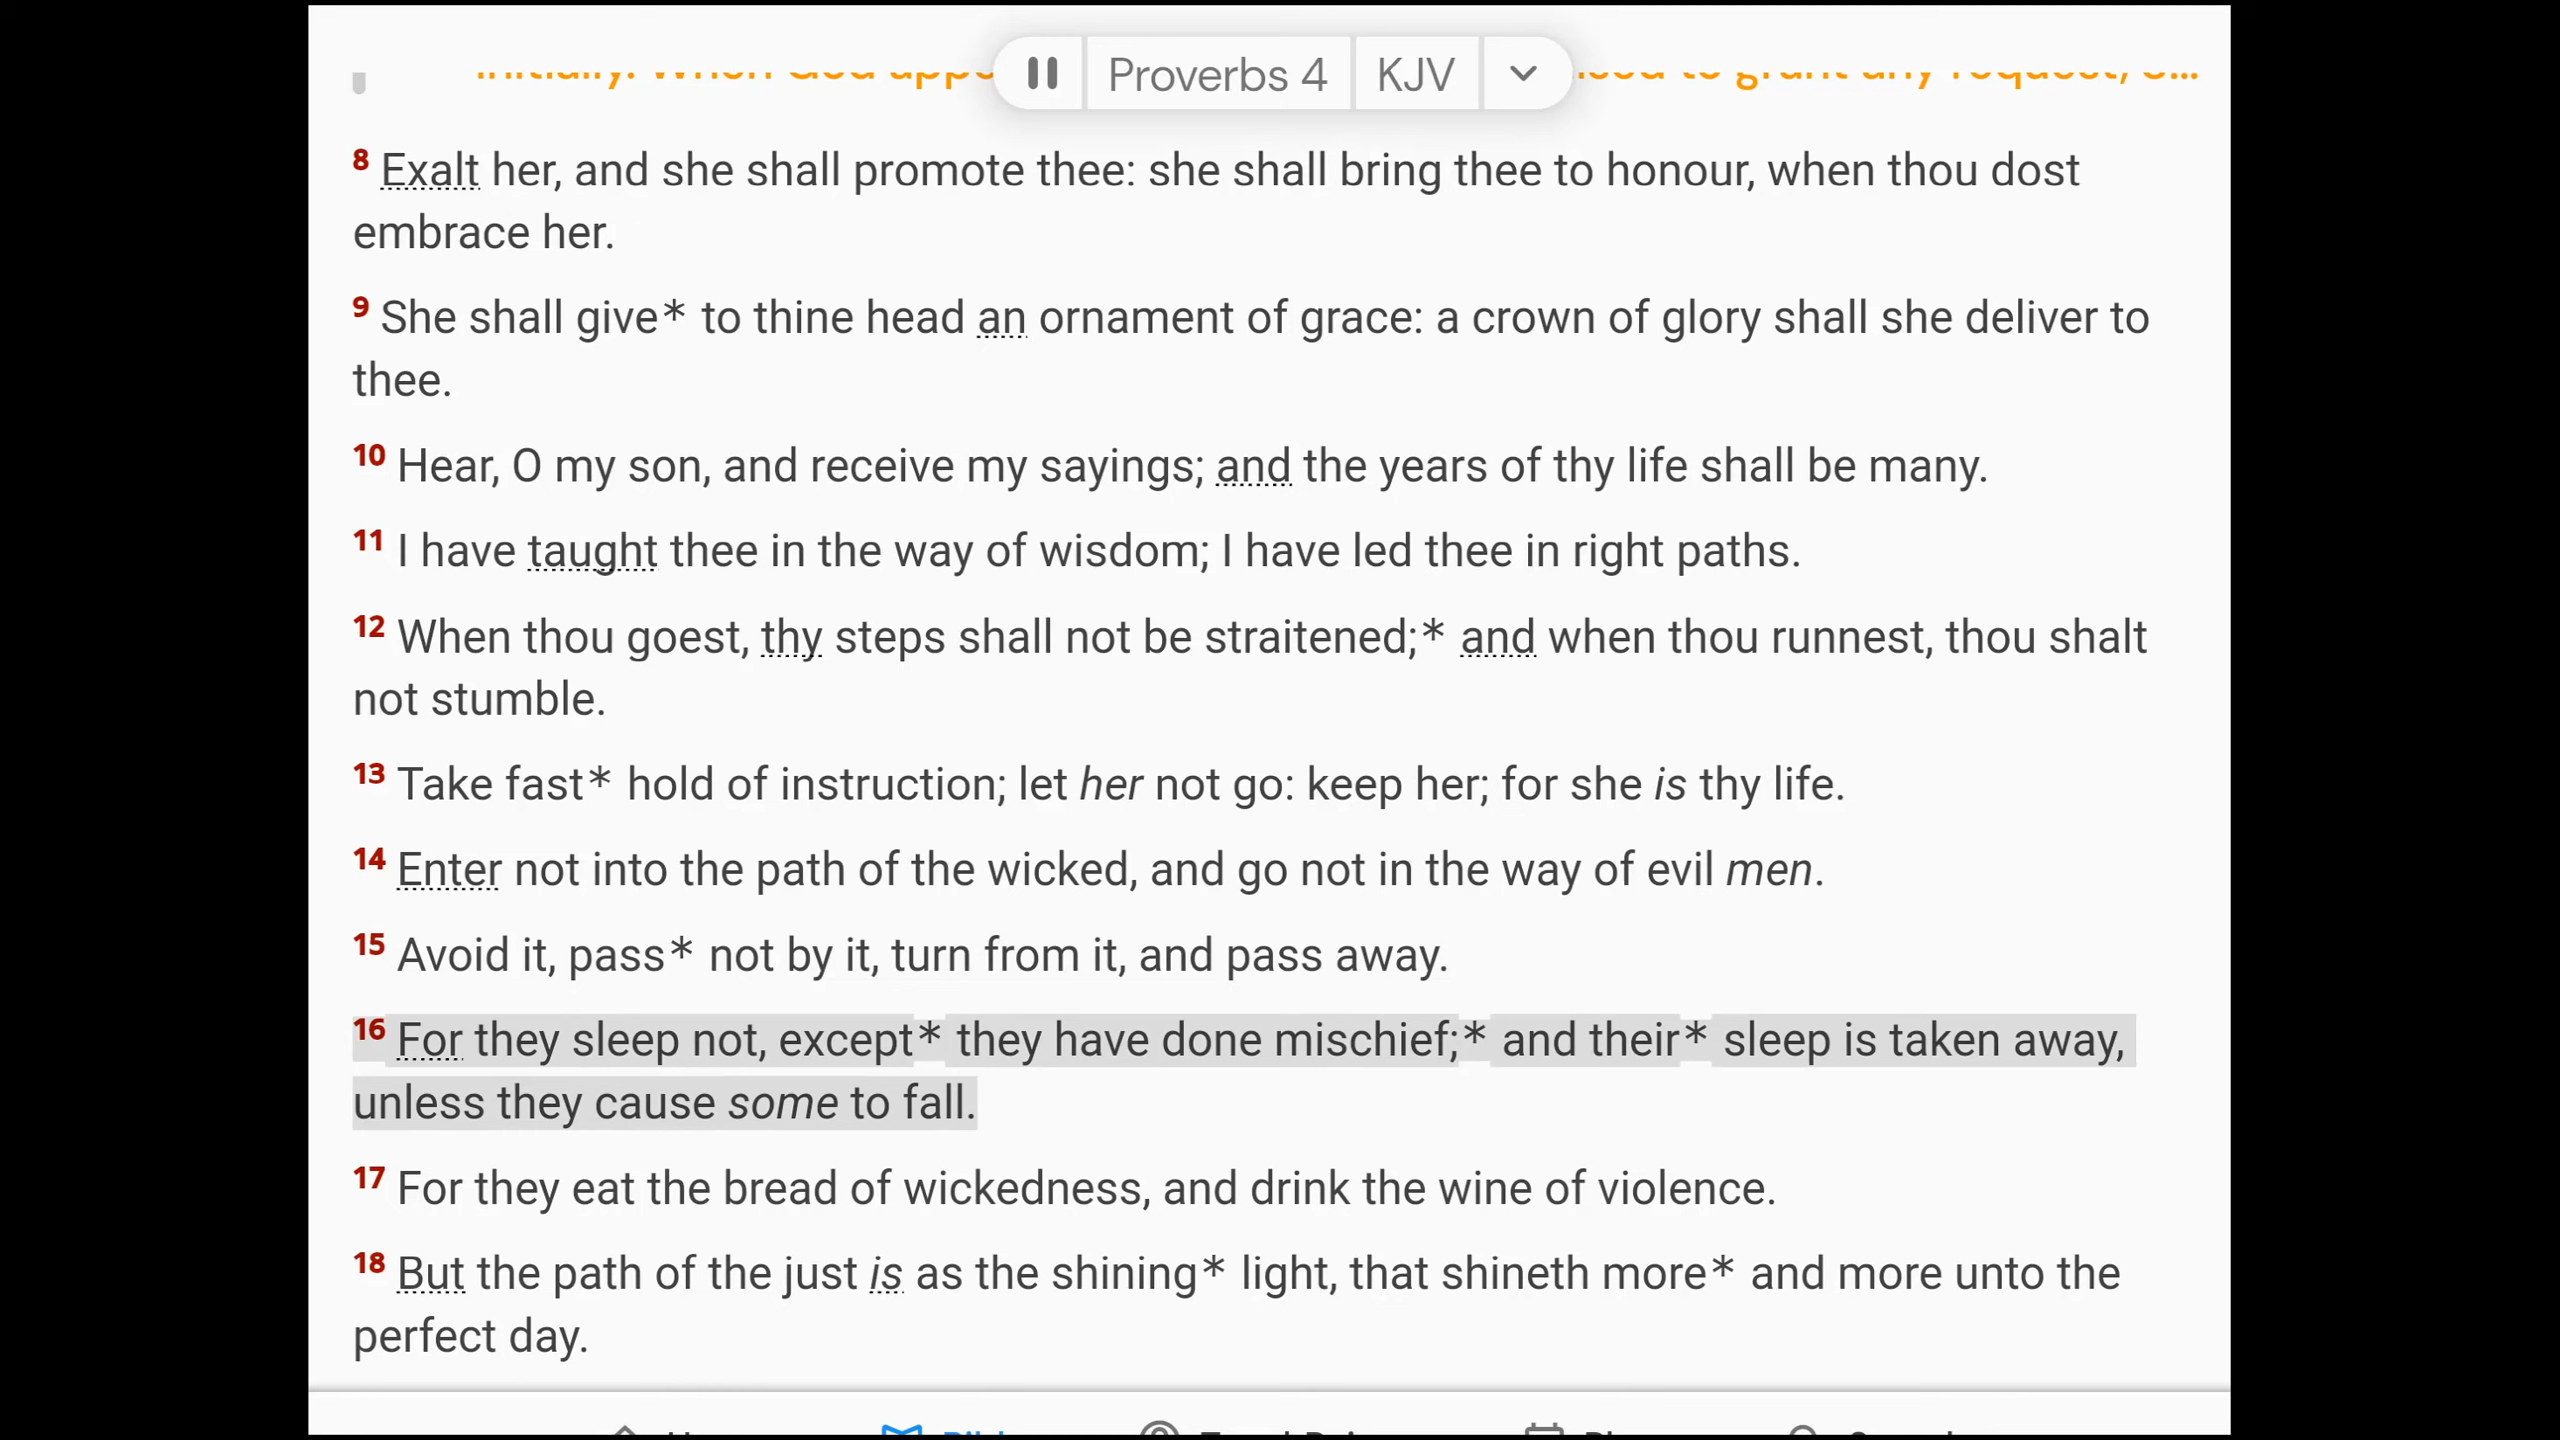 initially. When God appe
Proverbs 4 KJV
to grant any request,
8 Exalt her, and she shall promote thee: she shall bring thee to honour, when thou dost
embrace her.
9 She shall give* to thine head an ornament of grace: a crown of glory shall she deliver to
thee.
10 Hear, O my son, and receive my sayings; and the years of thy life shall be many.
11 I have taught thee in the way of wisdom; I have led thee in right paths.
12 When thou goest, thy steps shall not be straitened;* and when thou runnest, thou shalt
not stumble.
13 Take fast* hold of instruction; let her not go: keep her; for she is thy life.
14 Enter not into the path of the wicked, and go not in the way of evil men.
15 Avoid it, pass* not by it, turn from it, and pass away.
16 For they sleep not, except* they have done mischief;* and their* sleep is taken away,
unless they cause some to fall.
17 For they eat the bread of wickedness, and drink the wine of violence.
18 But the path of the just is as the shining* light, that shineth more* and more unto the
perfect day.